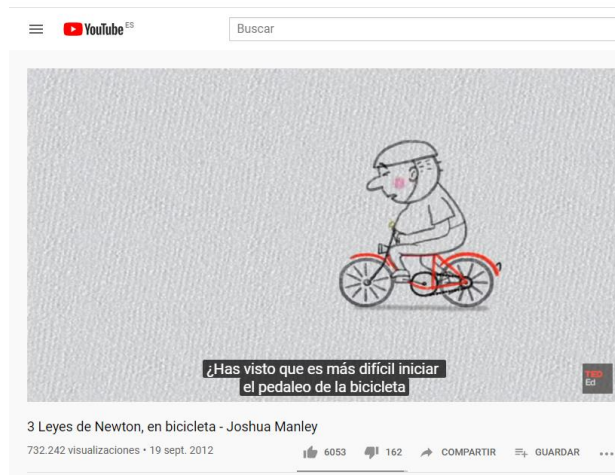 YouTube ES
Buscar
¿Has visto que es más difícil iniciar
el pedaleo de la bicicleta
TED
Ed
3 Leyes de Newton, en bicicleta - Joshua Manley
732.242 visualizaciones • 19 sept. 2012
6053
162
COMPARTIR
GUARDAR